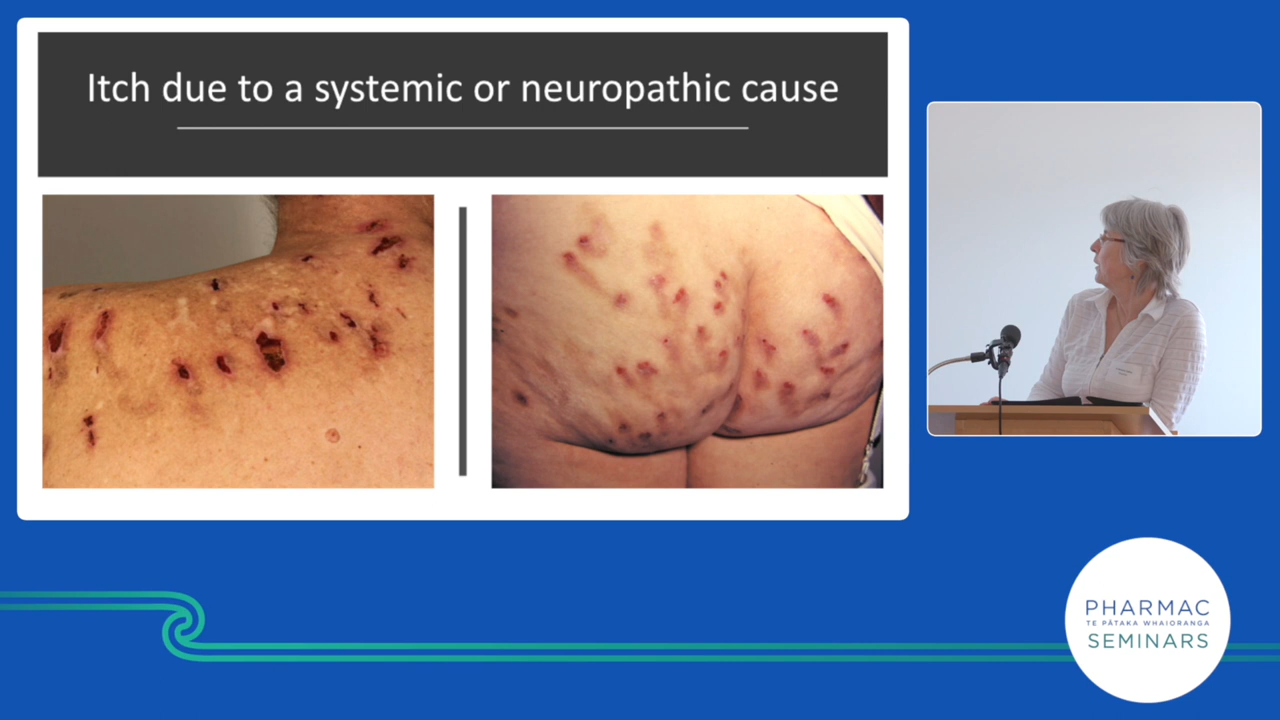 Itch due to a systemic or neuropathic cause
PHARMAC
TE PĀTAKA WHAIORANGA
SEMINARS